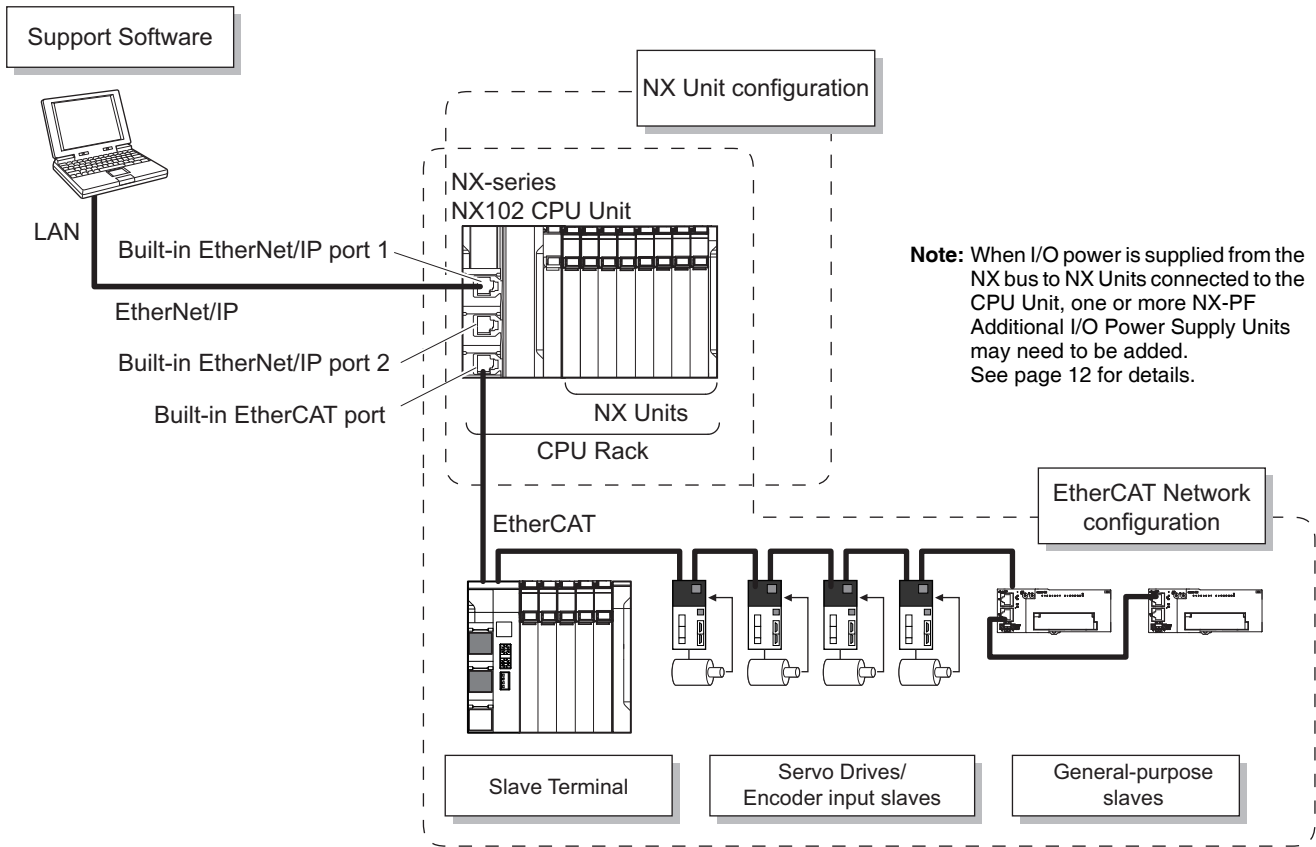 Support Software
NX Unit configuration
NX-series
NX102 CPU Unit
LAN
Built-in EtherNet/IP port 1
EtherNet/IP
Built-in EtherNet/IP port 2
Built-in EtherCAT port
NX Units
CPU Rack
Note: When I/O power is supplied from the
NX bus to NX Units connected to the
CPU Unit, one or more NX-PF
Additional I/O Power Supply Units
may need to be added.
See page 12 for details.
EtherCAT Network
configuration
EtherCAT
Slave Terminal
Servo Drives/
Encoder input slaves
General-purpose
slaves